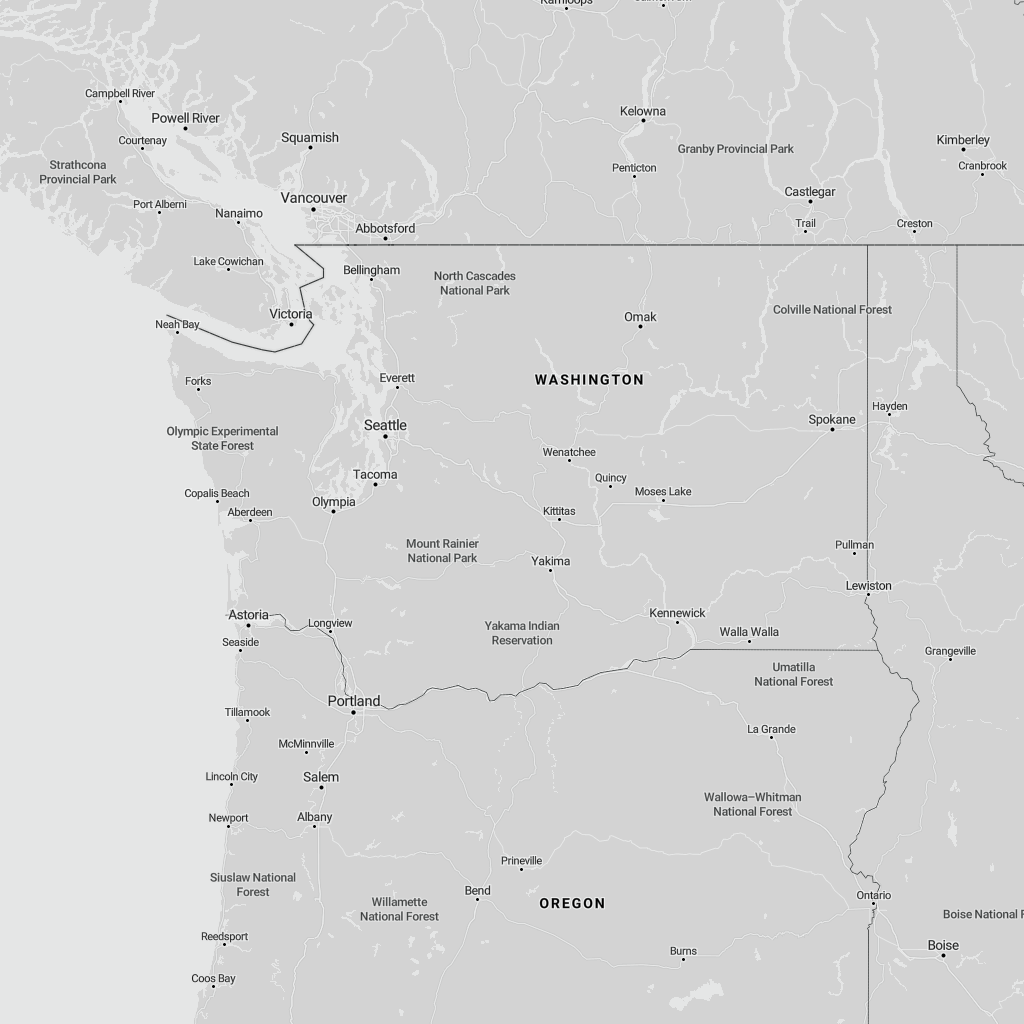 Kamloops
Campbell River
Powell River
Kelowna
Squamish
Courtenay
Kimberley
Granby Provincial Park
Strathcona
Provincial Park
Penticton
Cranbrook
Castlegar
Vancouver
Port Alberni
Nanaimo
Trail
Creston
Abbotsford
Lake Cowichan
Bellingham
North Cascades
National Park
Colville National Forest
Victoria
Omak
Neah Bay
Everett
WASHINGTON
Forks
Hayden
Spokane
Seattle
Olympic Experimental
State Forest
Wenatchee
Tacoma
Quincy
Moses Lake
Copalis Beach
Olympia
Aberdeen
Kittitas
Mount Rainier
National Park
Pullman
Yakima
Lewiston
Astoria
Kennewick
Longview
Yakama Indian
Reservation
Walla Walla
Seaside
Grangeville
Umatilla
National Forest
Portland
Tillamook
La Grande
McMinnville
Lincoln City
Salem
Wallowa–Whitman
National Forest
Newport
Albany
Prineville
Siuslaw National
Forest
Bend
Ontario
Willamette
National Forest
OREGON
Boise National F
Reedsport
Boise
Burns
Coos Bay